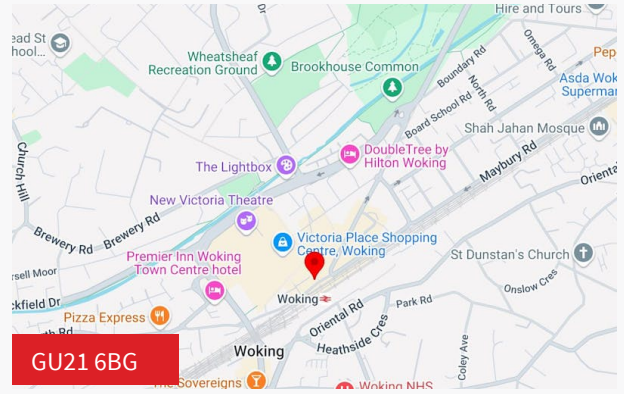 Dr
Hire and Tours
ead St
hool...
Wheatsheaf
Recreation Ground
Brookhouse Common
Boundary Rd
Omega Rd
North Rd
Pep
Asda Wok
Supermar
Board School Rd
Shah Jahan Mosque
DoubleTree by
Hilton Woking
Maybury Rd
The Lightbox
Church Hill
Orienta
New Victoria Theatre
Brewery Rd
Brewery Rd
Victoria Place Shopping
Centre, Woking
Premier Inn Woking
Town Centre hotel
St Dunstan's Church
rsell Moor
Onslow Cres
ckfield Dr
Woking
Park Rd
Pizza Express
Oriental Rd
th Rd
Heathside Cres
Coley Ave
Woking
GU21 6BG
The Sovereigns
Woking NHS